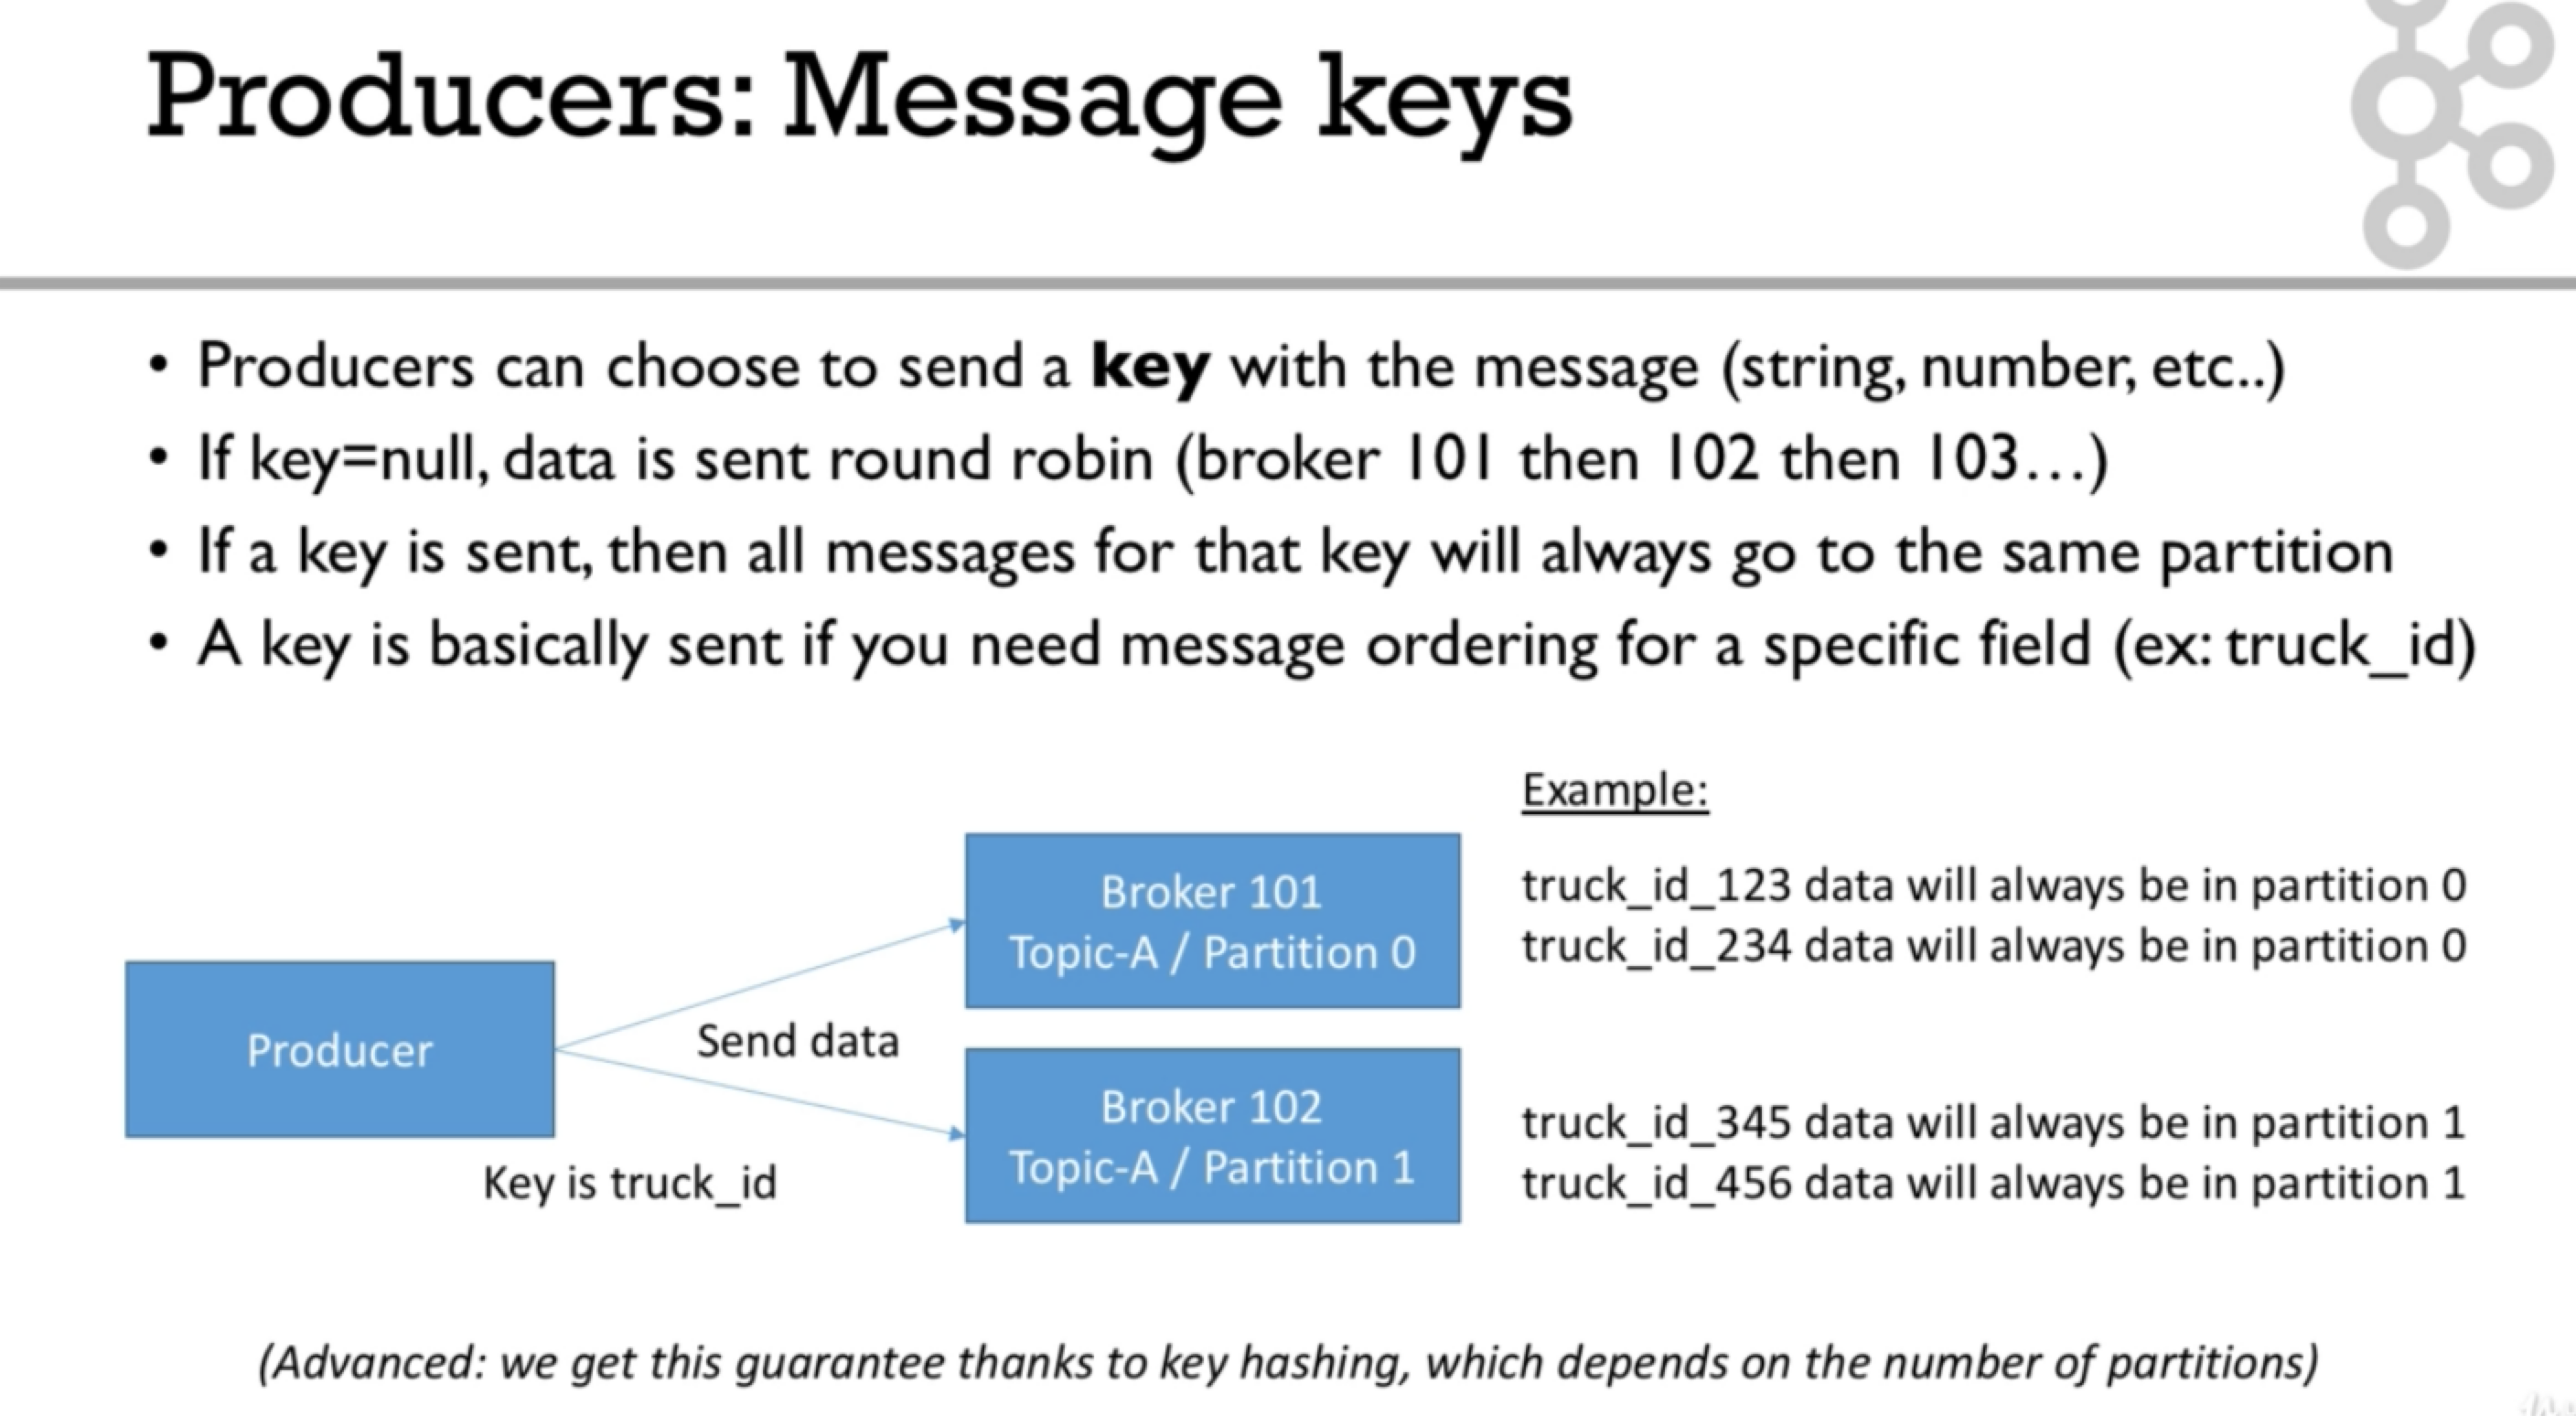 Producers: Message keys
• Producers can choose to send a key with the message (string, number, etc..)
• If key=null, data is sent round robin (broker 101 then 102 then 103...)
• If a key is sent, then all messages for that key will always go to the same partition
• A key is basically sent if you need message ordering for a specific field (ex: truck_id)
Example:
Producer
Send data
Key is truck_id
Broker 101
Topic-A / Partition 0
truck_id_123 data will always be in partition 0
truck_id_234 data will always be in partition 0
Broker 102
Topic-A / Partition 1
truck_id_345 data will always be in partition 1
truck_id_456 data will always be in partition 1
(Advanced: we get this guarantee thanks to key hashing, which depends on the number of partitions)